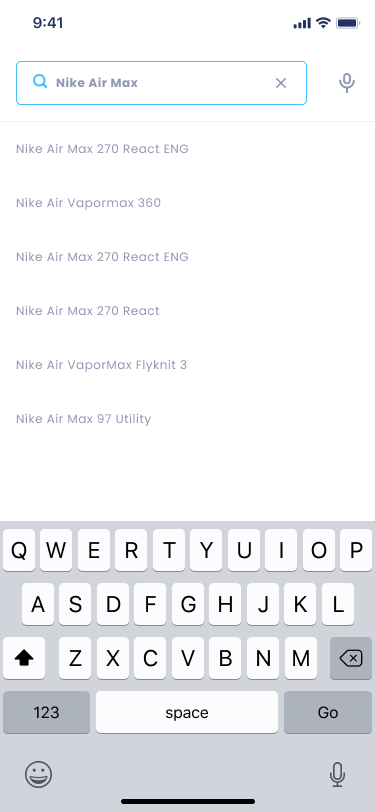 9:41
Nike Air Max
Nike Air Max 270 React ENG
Nike Air Vapormax 360
Nike Air Max 270 React ENG
Nike Air Max 270 React
Nike Air VaporMax Flyknit 3
Nike Air Max 97 Utility
Q W E R T Y U I O P
A S D F G H J K L
Z X C V B N M
123 space Go